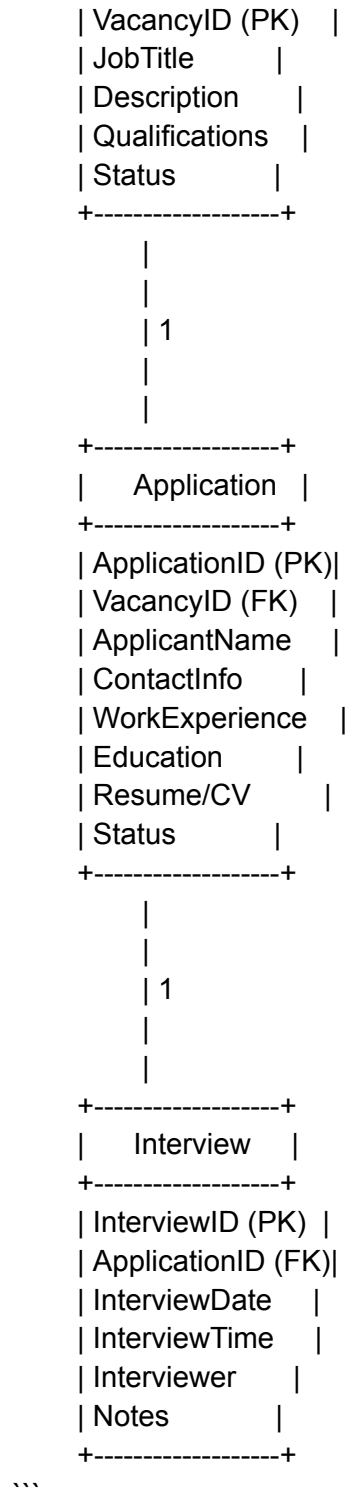 | VacancyID (PK)    |
| JobTitle          |
| Description       |
| Qualifications    |
| Status            |
+-------------------+
|
|
| 1
|
|
+-------------------+
|    Application    |
+-------------------+
| ApplicationID (PK)|
| VacancyID (FK)    |
| ApplicantName     |
| ContactInfo       |
| WorkExperience    |
| Education         |
| Resume/CV         |
| Status            |
+-------------------+
|
|
| 1
|
|
+-------------------+
|    Interview      |
+-------------------+
| InterviewID (PK)  |
| ApplicationID (FK)|
| InterviewDate     |
| InterviewTime     |
| Interviewer       |
| Notes             |
+-------------------+
```